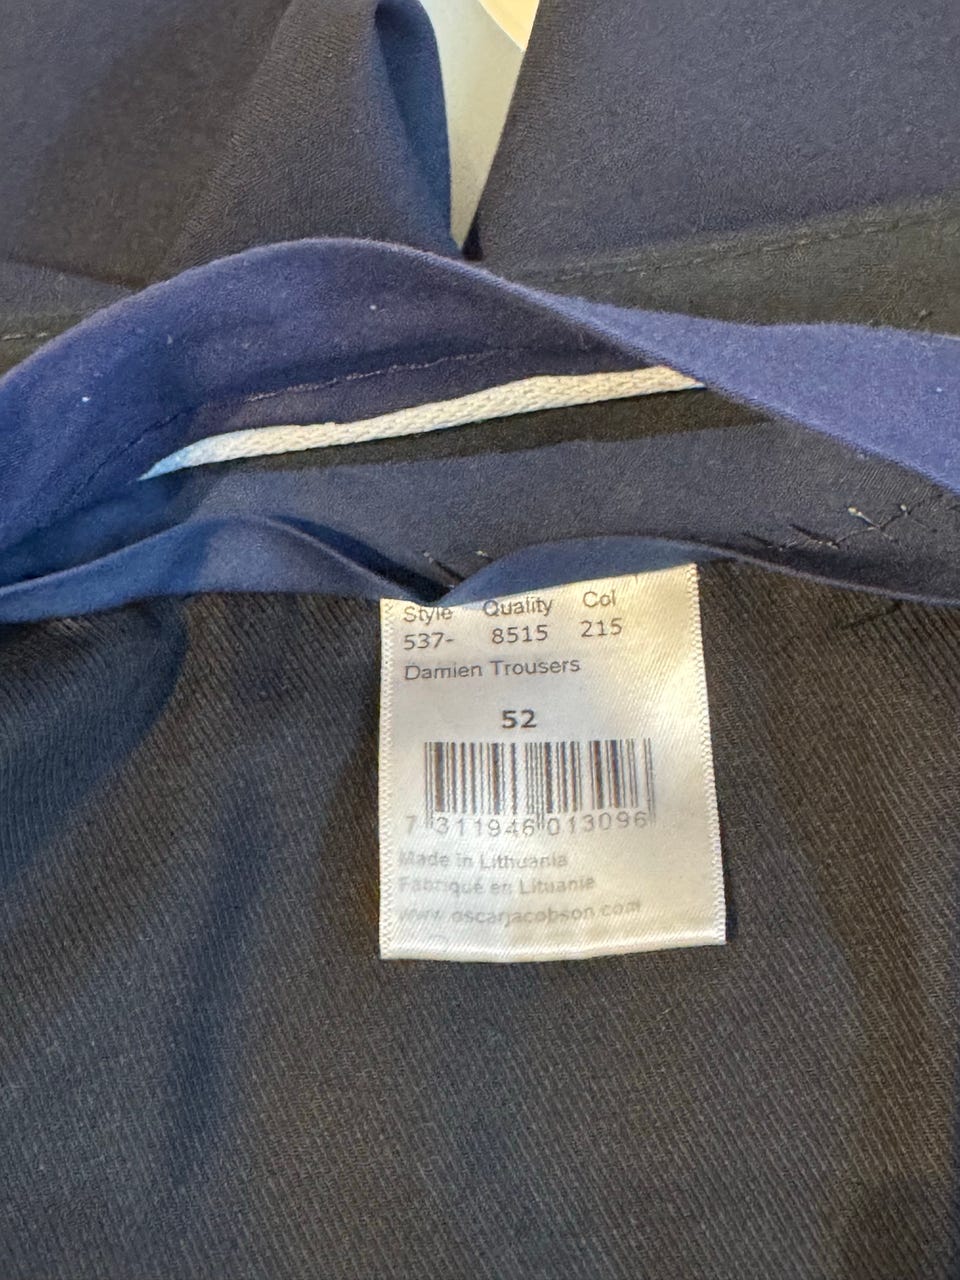 Style Quality Col
537- 8515 215
Damien Trousers
52
7 311946 013096
Made in Lithuania
Fabriqué en Lituanie
www.oscarjacobson.com